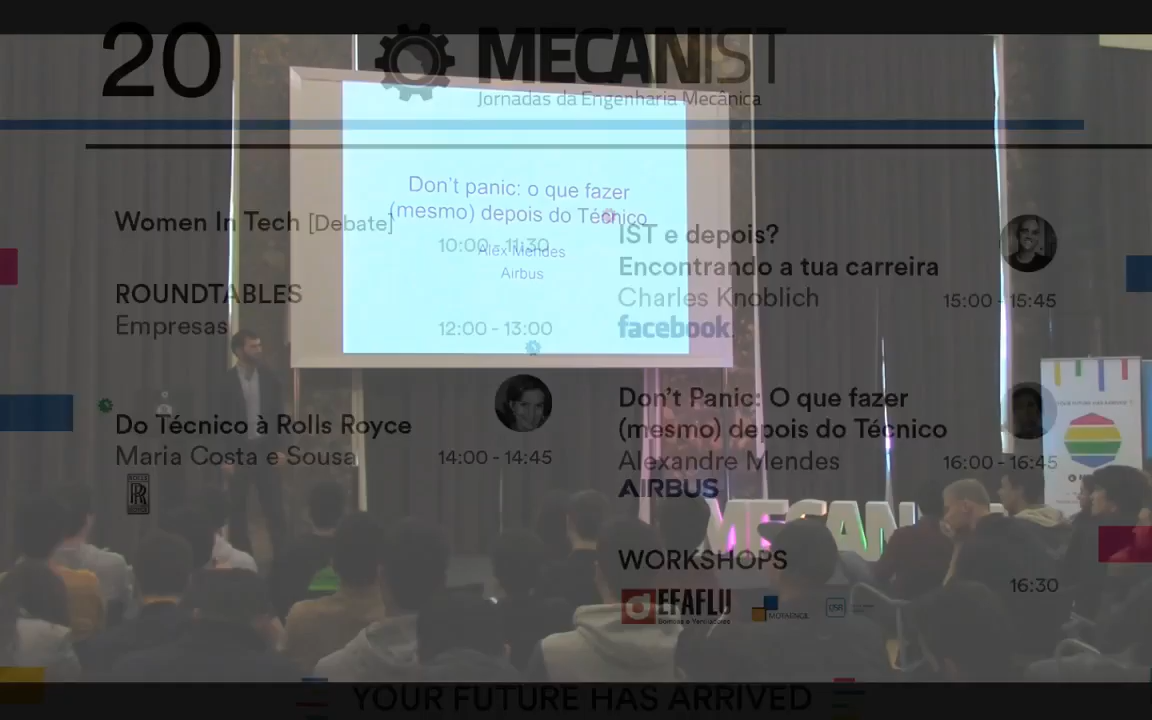 20
MECANIST
Jornadas da Engenharia Mecânica
Don't panic: o que fazer
(mesmo) depois do Técnico
Alex Mendes
Airbus
Women In Tech [Debate]
10:00 - 11:30
ROUNDTABLES
Empresas
12:00 - 13:00
Do Técnico à Rolls Royce
Maria Costa e Sousa
14:00 - 14:45
IST e depois?
Encontrando a tua carreira
Charles Knoblich
15:00 - 15:45
facebook
Don't Panic: O que fazer
(mesmo) depois do Técnico
Alexandre Mendes
16:00 - 16:45
AIRBUS
MECAN
WORKSHOPS
16:30
EFAFLU
Bombas e Ventiladores
YOUR FUTURE HAS ARRIVED